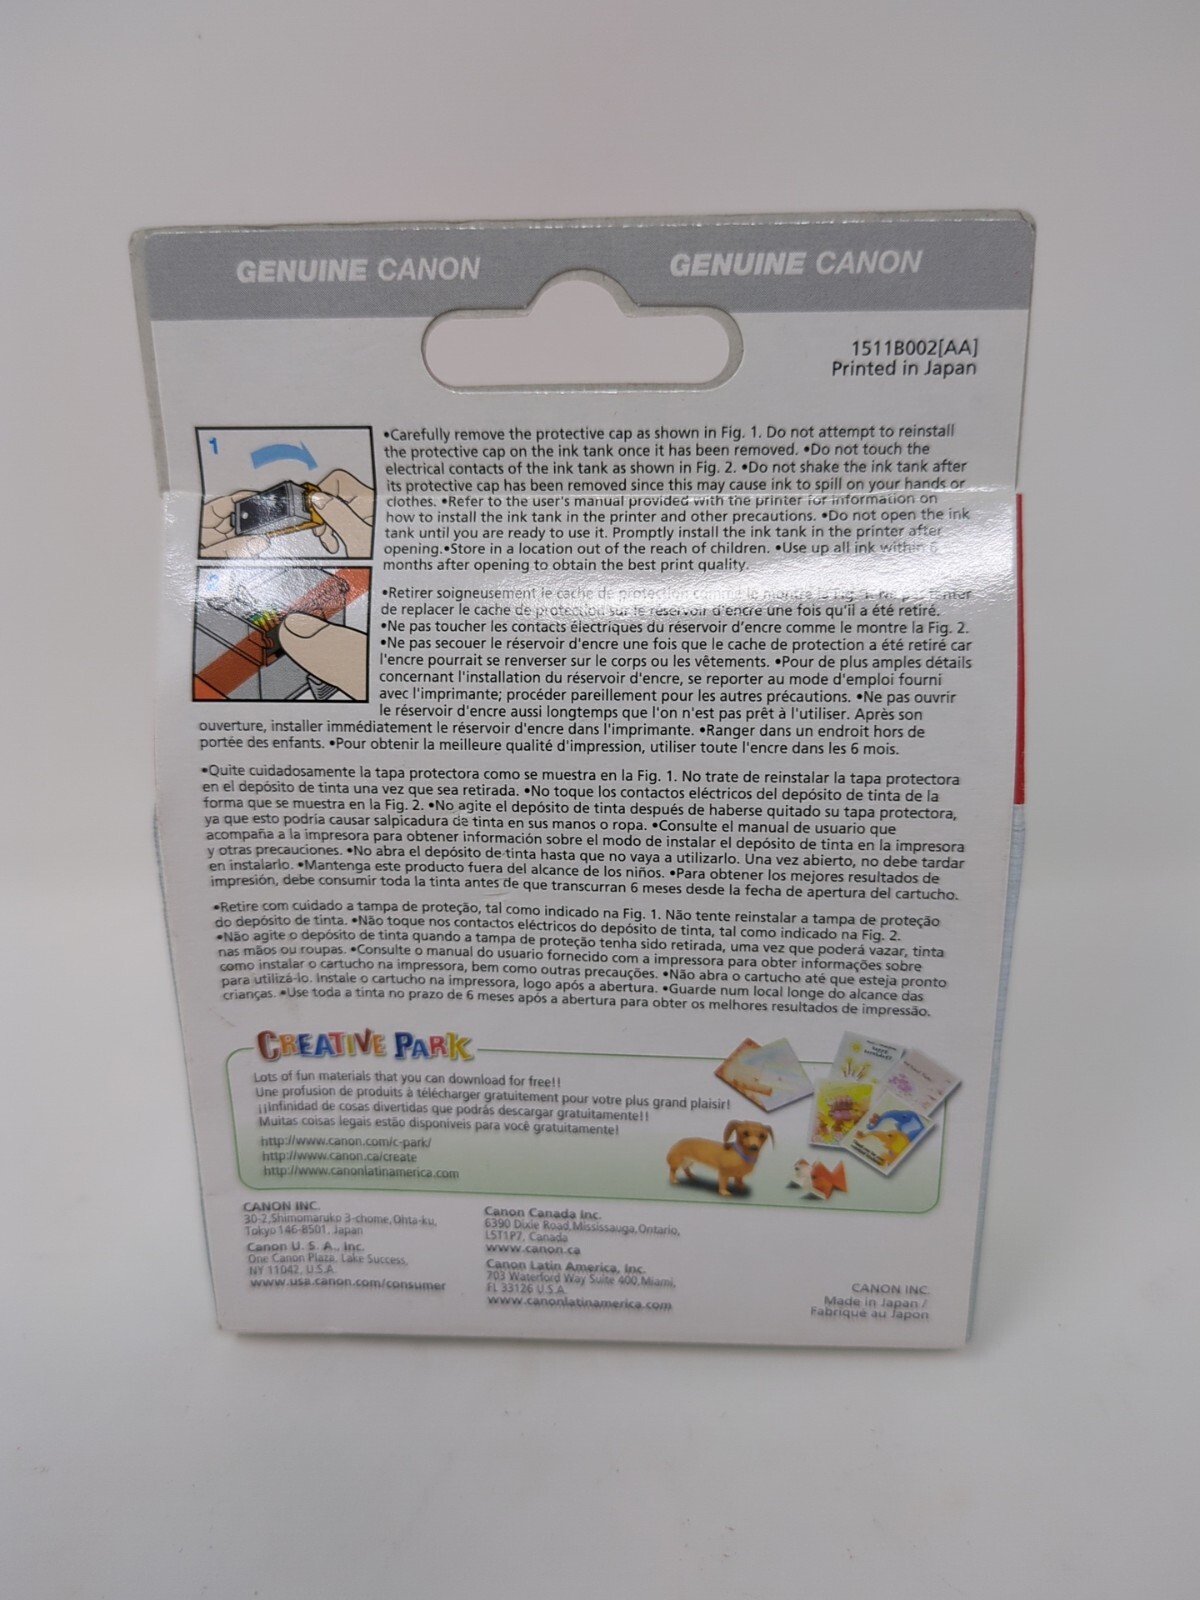 GENUINE CANON
GENUINE CANON
1511B002[AA]
Printed in Japan
1
•Carefully remove the protective cap as shown in Fig. 1. Do not attempt to reinstall
the protective cap on the ink tank once it has been removed. •Do not touch the
electrical contacts of the ink tank as shown in Fig. 2. •Do not shake the ink tank after
its protective cap has been removed since this may cause ink to spill on your hands or
clothes. •Refer to the user's manual provided with the printer for information on
how to install the ink tank in the printer and other precautions. •Do not open the ink
tank until you are ready to use it. Promptly install the ink tank in the printer after
opening.•Store in a location out of the reach of children. •Use up all ink within 6
months after opening to obtain the best print quality.
2
•Retirer soigneusement le cache de protection comme le montre la Fig. 1. Ne pas tenter
de replacer le cache de protection sur le réservoir d'encre une fois qu'il a été retiré.
•Ne pas toucher les contacts électriques du réservoir d'encre comme le montre la Fig. 2.
•Ne pas secouer le réservoir d'encre une fois que le cache de protection a été retiré car
l'encre pourrait se renverser sur le corps ou les vêtements. •Pour de plus amples détails
concernant l'installation du réservoir d'encre, se reporter au mode d'emploi fourni
avec l'imprimante; procéder pareillement pour les autres précautions. •Ne pas ouvrir
le réservoir d'encre aussi longtemps que l'on n'est pas prêt à l'utiliser. Après son
ouverture, installer immédiatement le réservoir d'encre dans l'imprimante. •Ranger dans un endroit hors de
portée des enfants. •Pour obtenir la meilleure qualité d'impression, utiliser toute l'encre dans les 6 mois.
•Quite cuidadosamente la tapa protectora como se muestra en la Fig. 1. No trate de reinstalar la tapa protectora
en el depósito de tinta una vez que sea retirada. •No toque los contactos eléctricos del depósito de tinta de la
forma que se muestra en la Fig. 2. •No agite el depósito de tinta después de haberse quitado su tapa protectora,
ya que esto podría causar salpicadura de tinta en sus manos o ropa. •Consulte el manual de usuario que
acompaña a la impresora para obtener información sobre el modo de instalar el depósito de tinta en la impresora
y otras precauciones. •No abra el depósito de tinta hasta que no vaya a utilizarlo. Una vez abierto, no debe tardar
en instalarlo. •Mantenga este producto fuera del alcance de los niños. •Para obtener los mejores resultados de
impresión, debe consumir toda la tinta antes de que transcurran 6 meses desde la fecha de apertura del cartucho.
•Retire com cuidado a tampa de proteção, tal como indicado na Fig. 1. Não tente reinstalar a tampa de proteção
do depósito de tinta. •Não toque nos contactos eléctricos do depósito de tinta, tal como indicado na Fig. 2.
•Não agite o depósito de tinta quando a tampa de proteção tenha sido retirada, uma vez que poderá vazar, tinta
nas mãos ou roupas. •Consulte o manual do usuario fornecido com a impressora para obter informações sobre
como instalar o cartucho na impressora, bem como outras precauções. •Não abra o cartucho até que esteja pronto
para utilizá-lo. Instale o cartucho na impressora, logo após a abertura. •Guarde num local longe do alcance das
crianças. •Use toda a tinta no prazo de 6 meses após a abertura para obter os melhores resultados de impressão.
CREATIVE PARK
Lots of fun materials that you can download for free!!
Une profusion de produits à télécharger gratuitement pour votre plus grand plaisir!
¡¡Infinidad de cosas divertidas que podrás descargar gratuitamente!!
Muitas coisas legais estão disponíveis para você gratuitamente!
http://www.canon.com/c-park/
http://www.canon.ca/create
http://www.canonlatinamerica.com
CANON INC.
30-2,Shimomaruko 3-chome,Ohta-ku,
Tokyo 146-8501, Japan
Canon U. S. A., Inc.
One Canon Plaza, Lake Success,
NY 11042, U.S.A.
www.usa.canon.com/consumer
Canon Canada Inc.
6390 Dixie Road,Mississauga,Ontario,
L5T1P7, Canada
www.canon.ca
Canon Latin America, Inc.
703 Waterford Way Suite 400,Miami,
FL 33126 U.S.A.
www.canonlatinamerica.com
CANON INC.
Made in Japan /
Fabriqué au Japon